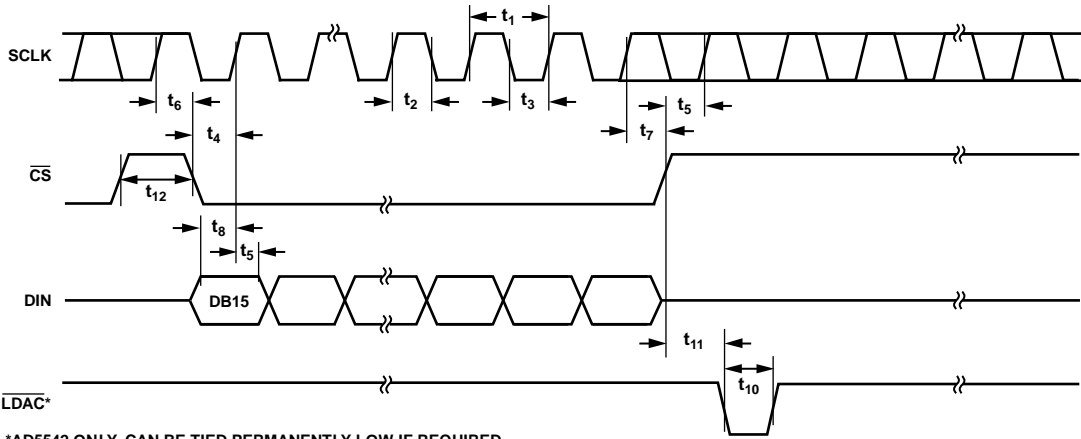 t1
SCLK
t6
t2
t3
t5
t4
t7
CS
t12
t8
t5
DIN
DB15
t11
t10
LDAC*
*AD5542 ONLY. CAN BE TIED PERMANENTLY LOW IF REQUIRED